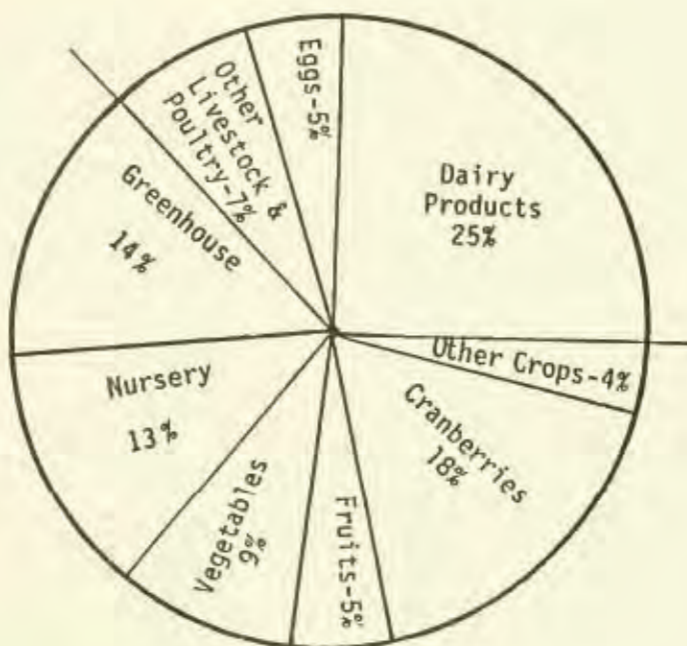 Eggs-5%
Dairy
Products
25%
Other Crops-4%
Cranberries
18%
Fruits-5%
Vegetables
9%
Nursery
13%
Greenhouse
14%
Other
Livestock &
Poultry-7%